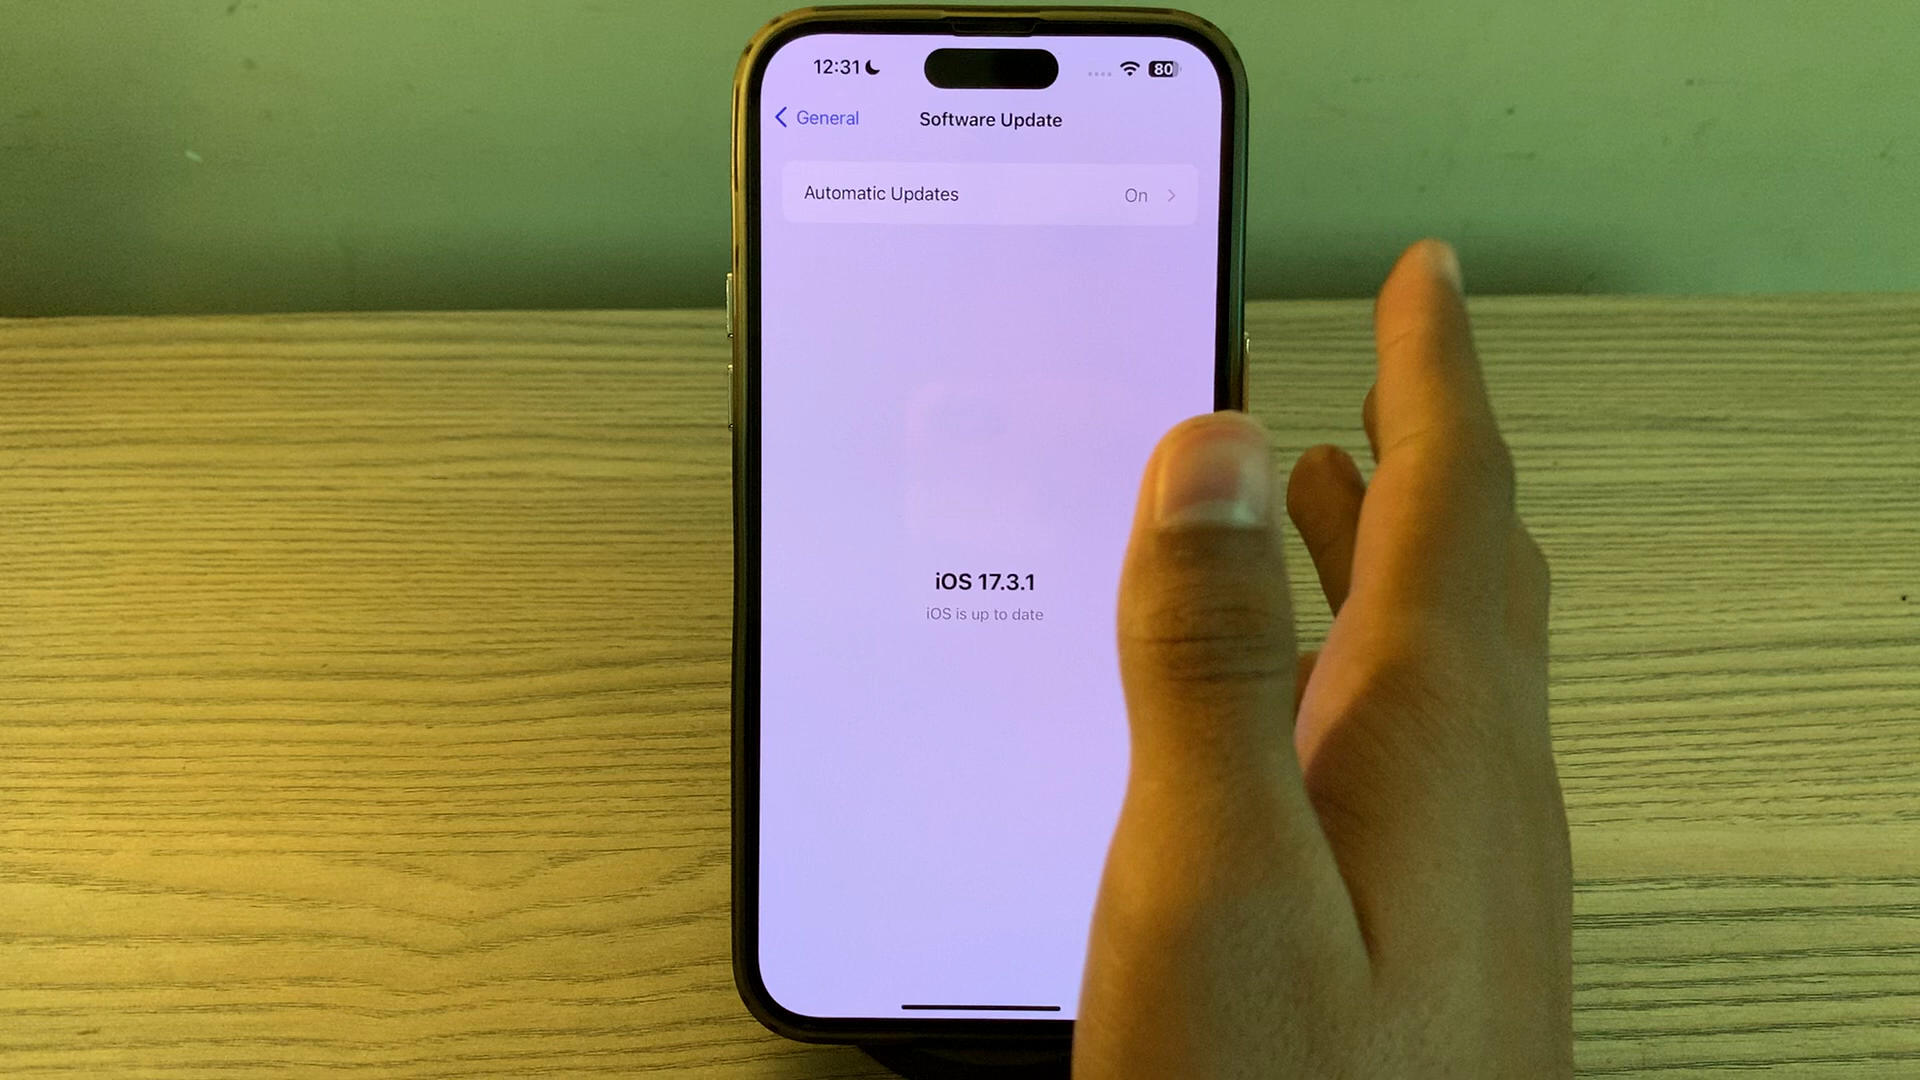 12:31
80
General
Software Update
Automatic Updates
On
iOS 17.3.1
iOS is up to date